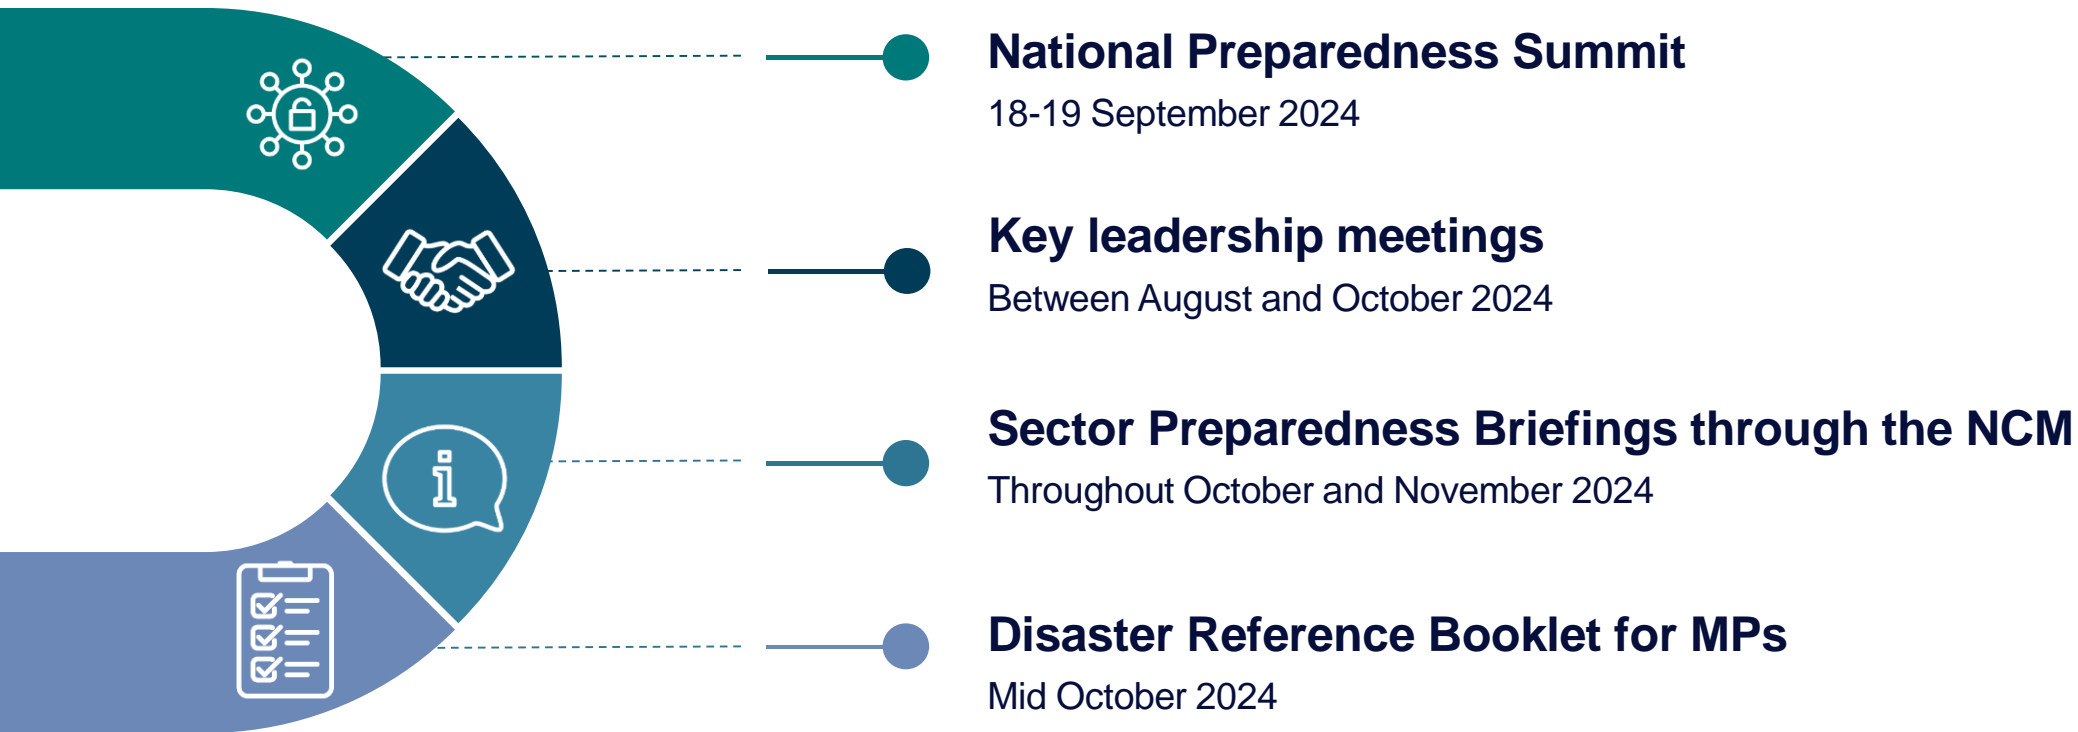 National Preparedness Summit
18-19 September 2024
Key leadership meetings
Between August and October 2024
Sector Preparedness Briefings through the NCM
Throughout October and November 2024
Disaster Reference Booklet for MPs
Mid October 2024